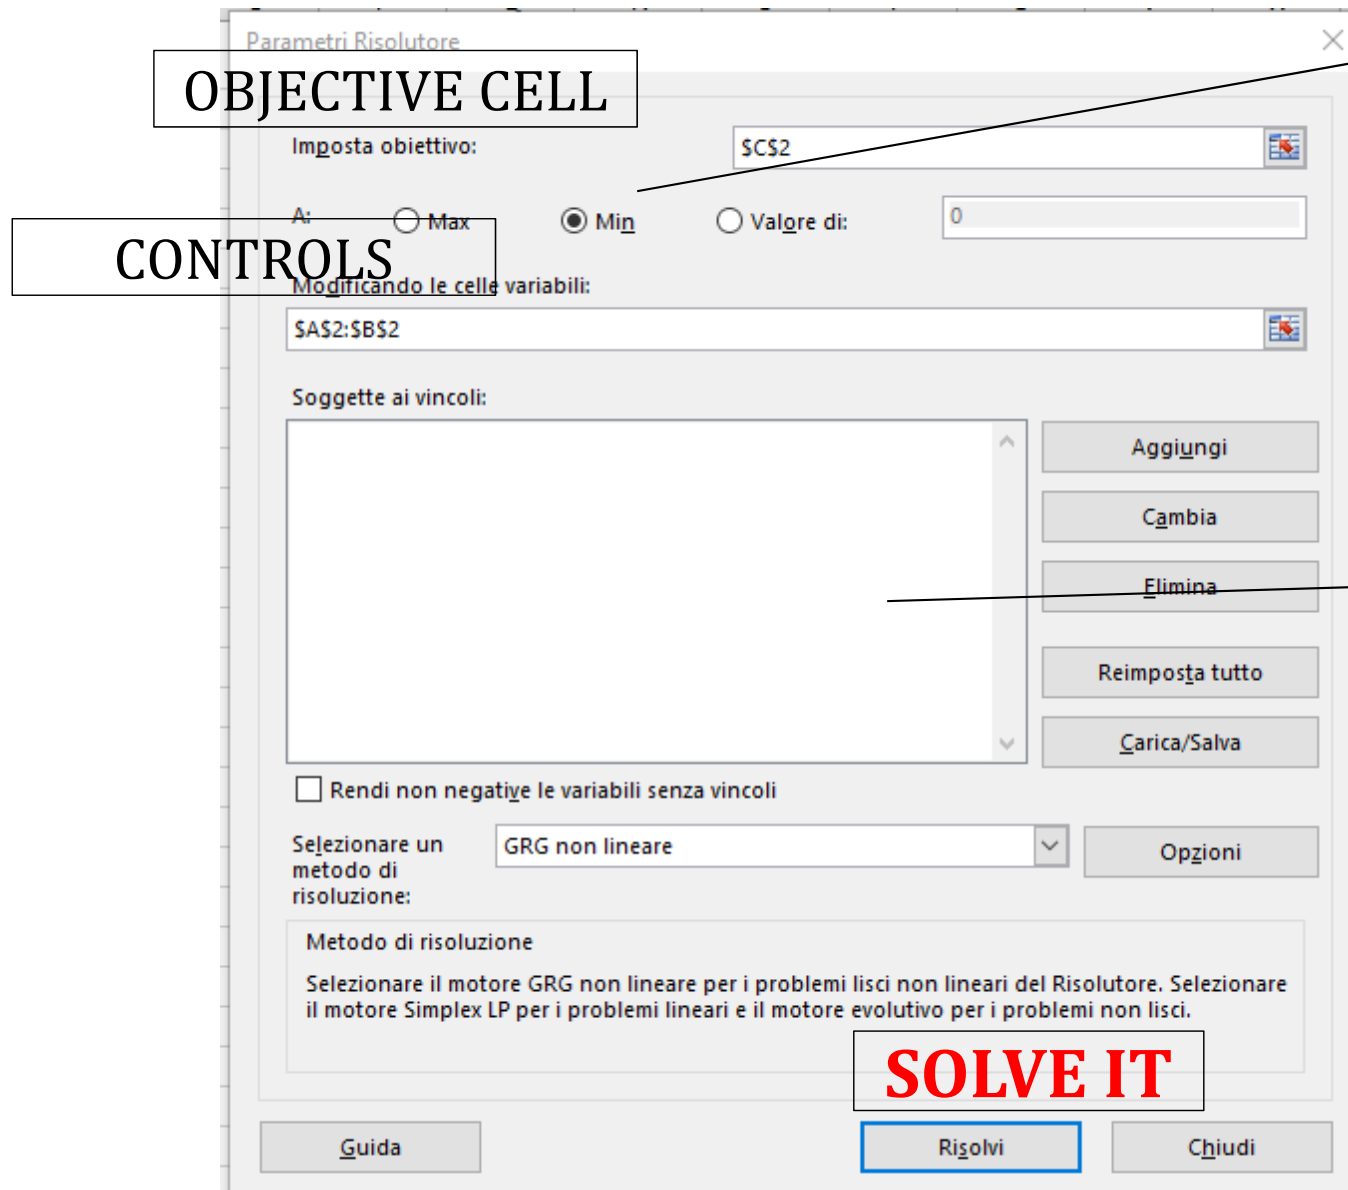 Parametri Risolutore
OBJECTIVE CELL
Imposta obiettivo:
$C$2
A:
Max
Min
Valore di:
0
CONTROLS
Modificando le celle variabili:
$A$2:$B$2
Soggette ai vincoli:
Aggiungi
Cambia
Elimina
Reimposta tutto
Carica/Salva
Rendi non negative le variabili senza vincoli
Selezionare un
metodo di
risoluzione:
GRG non lineare
Opzioni
Metodo di risoluzione
Selezionare il motore GRG non lineare per i problemi lisci non lineari del Risolutore. Selezionare
il motore Simplex LP per i problemi lineari e il motore evolutivo per i problemi non lisci.
SOLVE IT
Guida
Risolvi
Chiudi